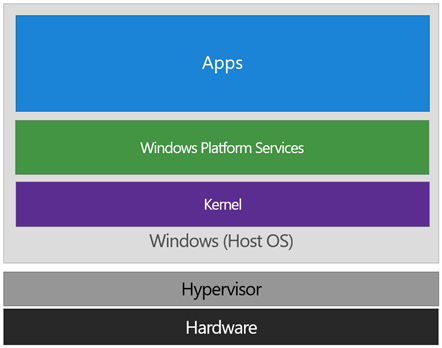 Apps
Windows Platform Services
Kernel
Windows (Host OS)
Hypervisor
Hardware